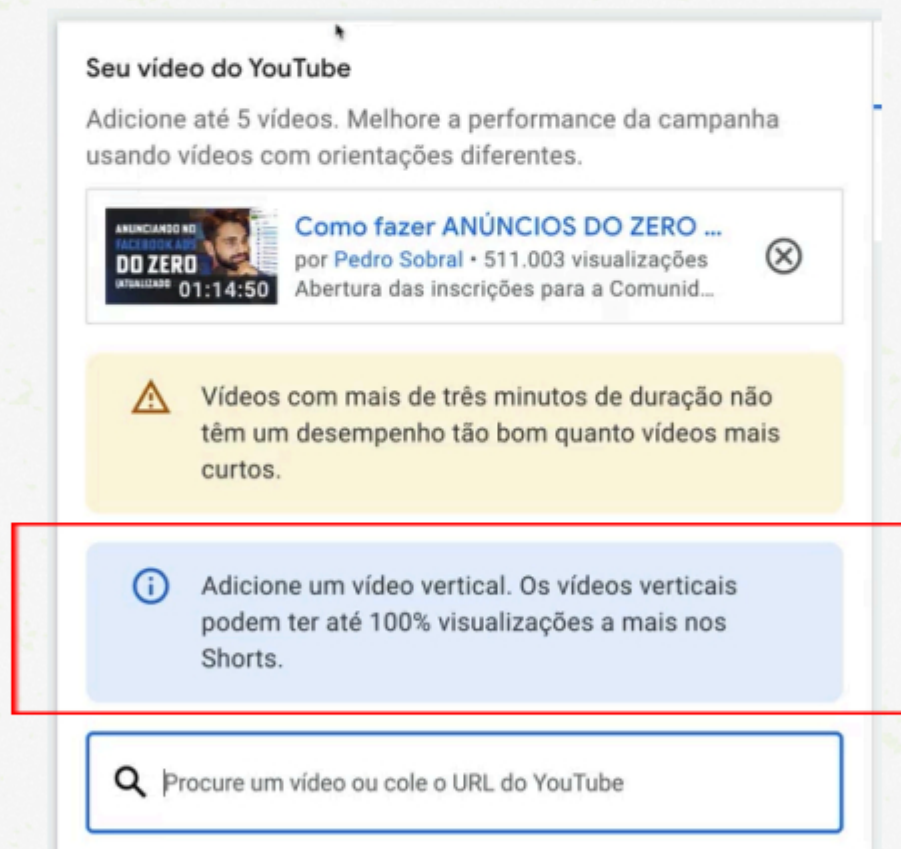 Seu vídeo do YouTube
Adicione até 5 vídeos. Melhore a performance da campanha
usando vídeos com orientações diferentes.
ANUNCIANDO NO
FACEBOOK ADS
DO ZERO
(ATUALIZADO
01:14:50
Como fazer ANÚNCIOS DO ZERO ...
por Pedro Sobral • 511.003 visualizações
Abertura das inscrições para a Comunid...
Vídeos com mais de três minutos de duração não
têm um desempenho tão bom quanto vídeos mais
curtos.
Adicione um vídeo vertical. Os vídeos verticais
podem ter até 100% visualizações a mais nos
Shorts.
Procure um vídeo ou cole o URL do YouTube